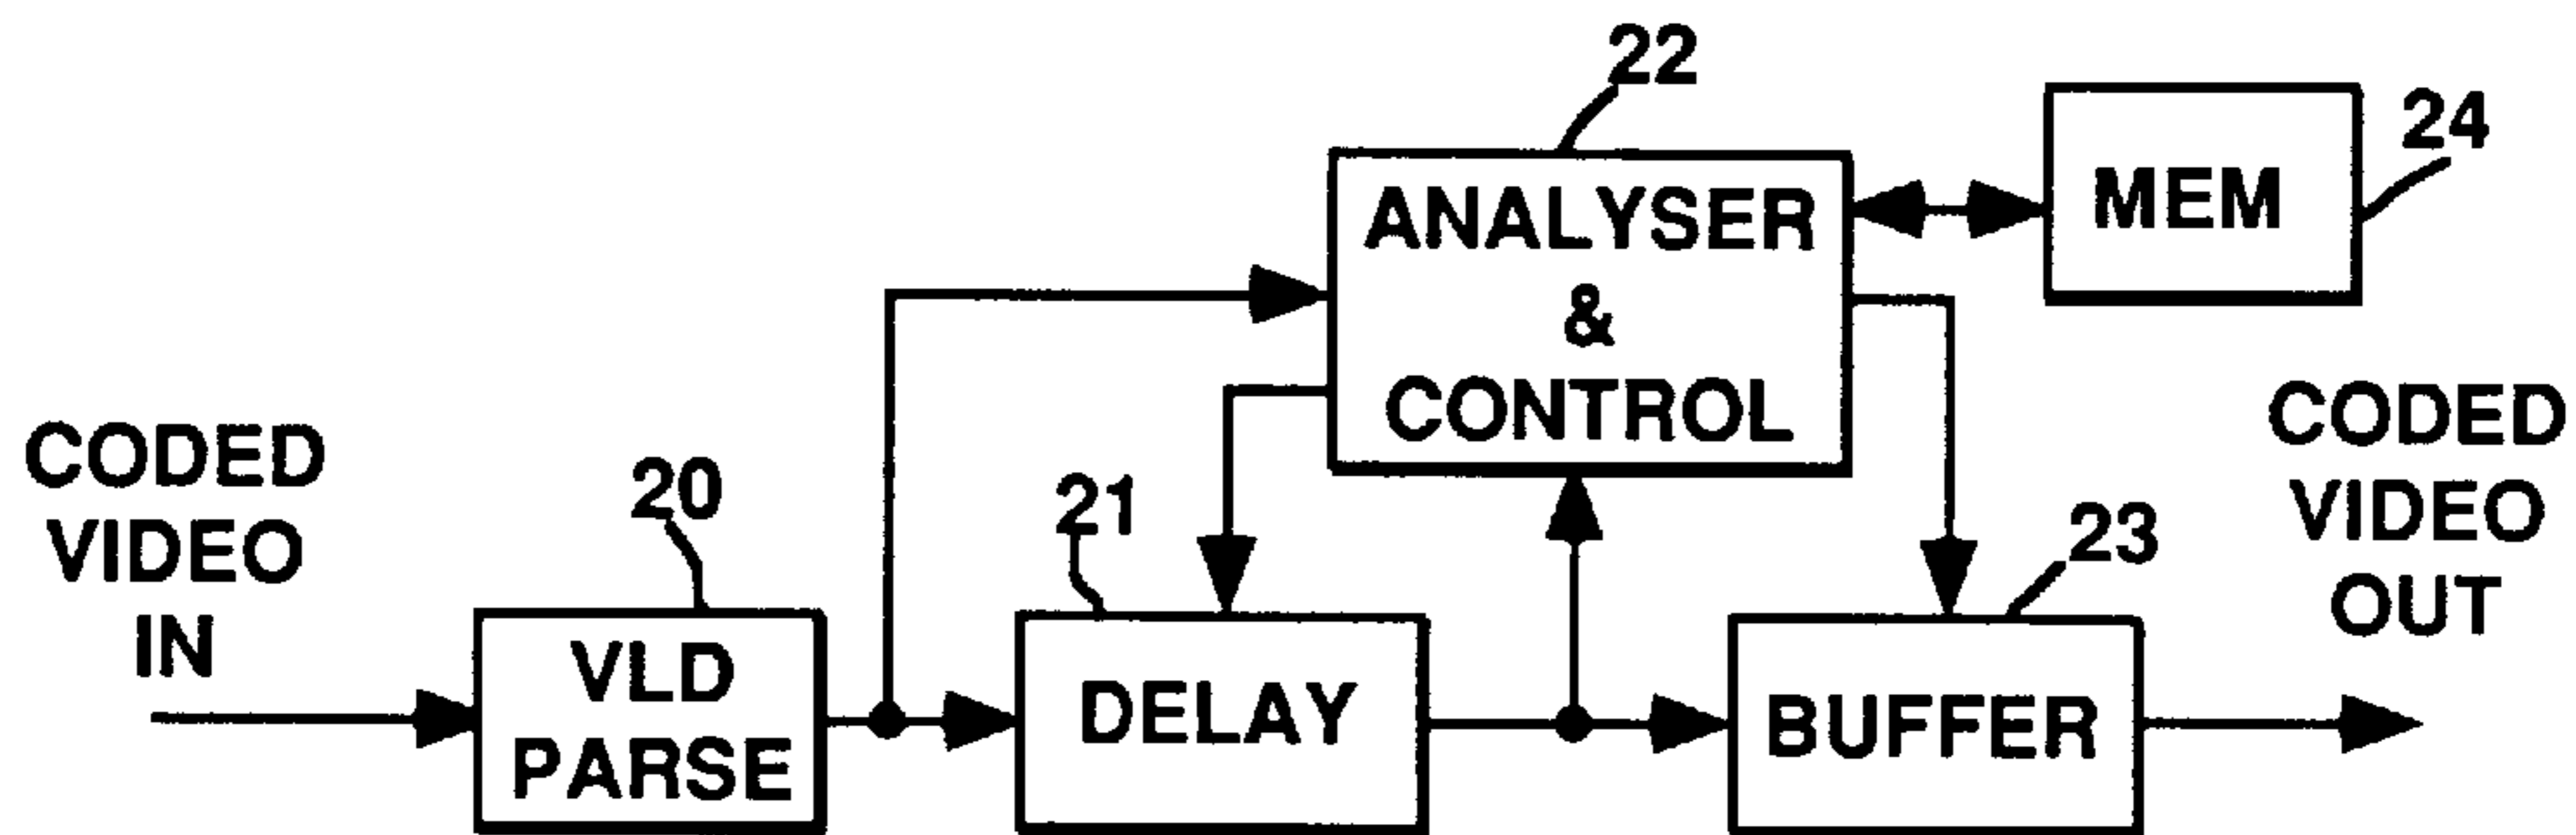 22
24
MEM
ANALYSER
&
CONTROL
CODED
VIDEO
IN
20
VLD
PARSE
21
DELAY
23
BUFFER
CODED
VIDEO
OUT